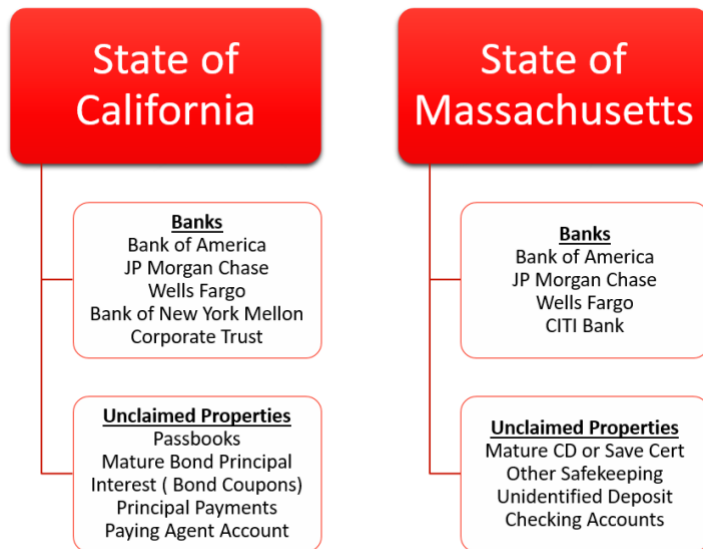 State of
California
Banks
Bank of America
JP Morgan Chase
Wells Fargo
Bank of New York Mellon
Corporate Trust
Unclaimed Properties
Passbooks
Mature Bond Principal
Interest ( Bond Coupons)
Principal Payments
Paying Agent Account
State of
Massachusetts
Banks
Bank of America
JP Morgan Chase
Wells Fargo
CITI Bank
Unclaimed Properties
Mature CD or Save Cert
Other Safekeeping
Unidentified Deposit
Checking Accounts